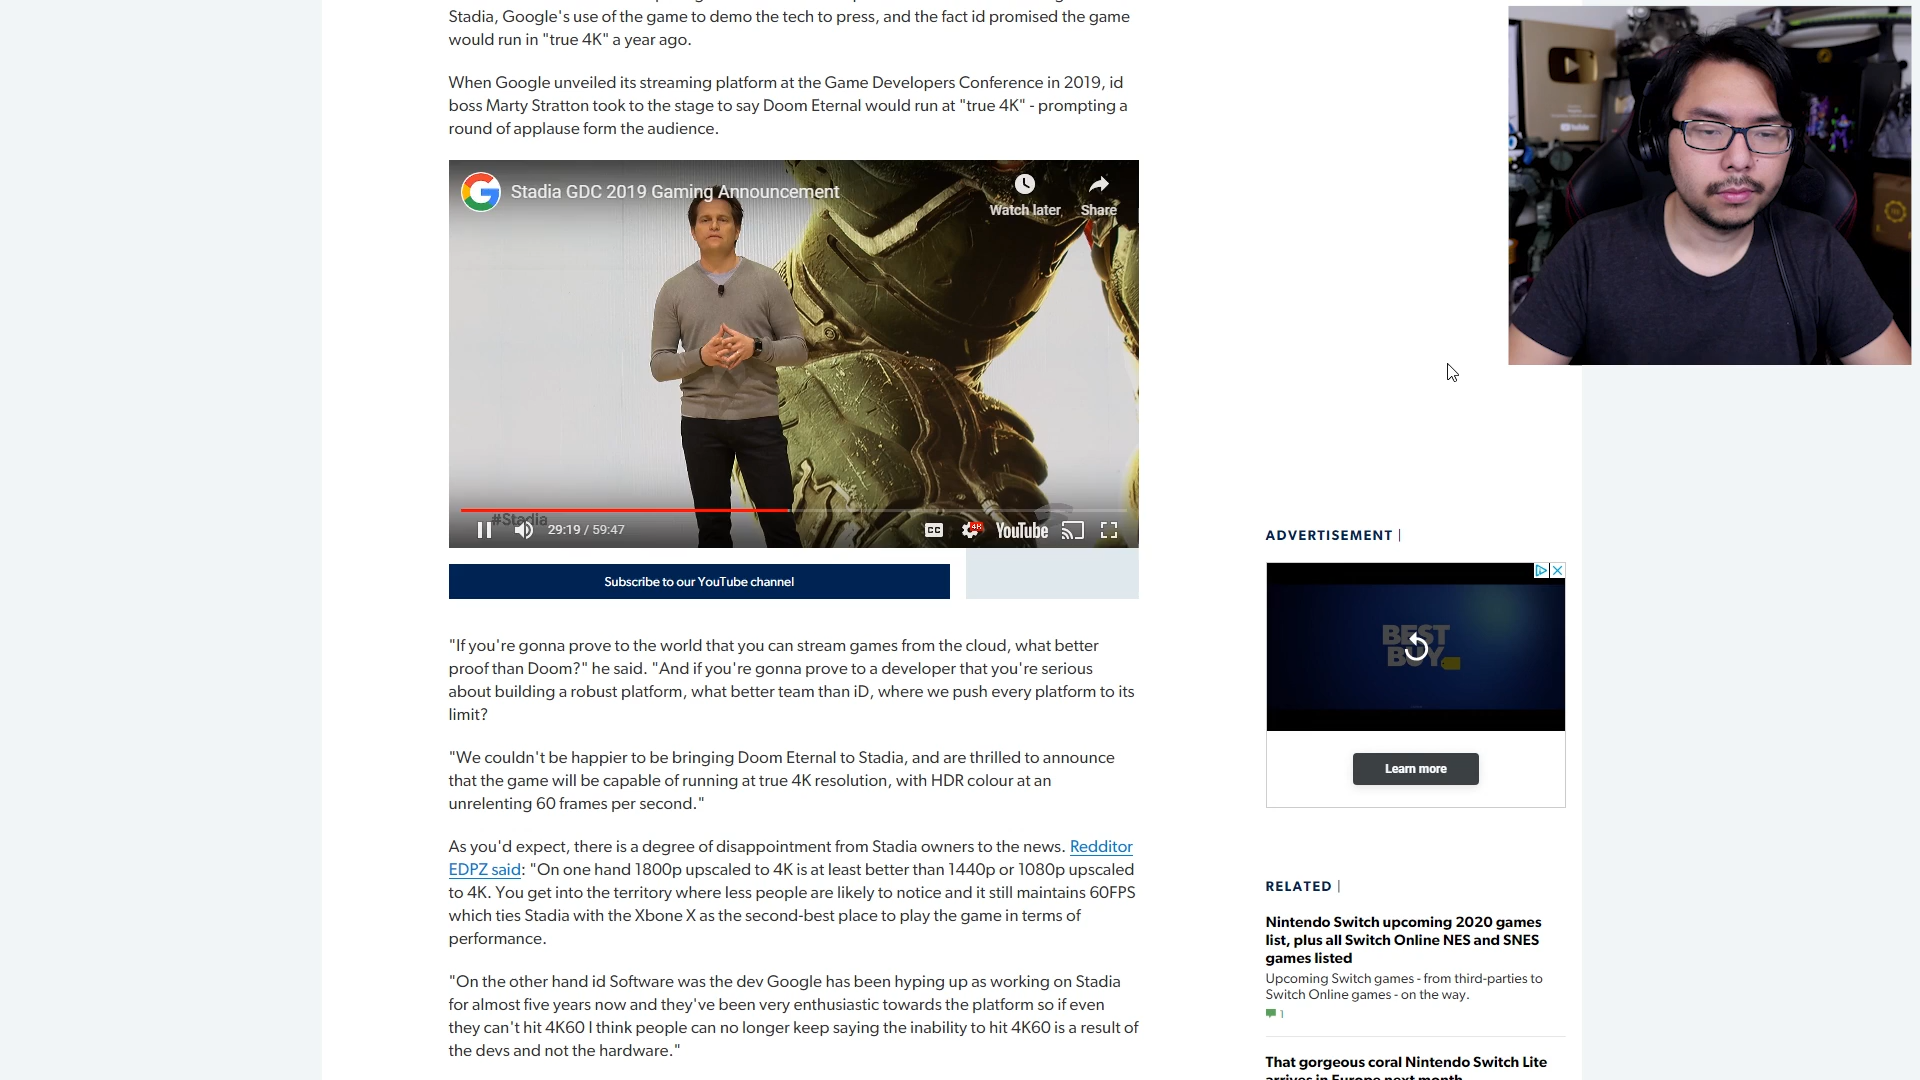 Stadia, Google's use of the game to demo the tech to press, and the fact id promised the game
would run in "true 4K" a year ago.
When Google unveiled its streaming platform at the Game Developers Conference in 2019, id
boss Marty Stratton took to the stage to say Doom Eternal would run at "true 4K" - prompting a
round of applause form the audience.
Stadia GDC 2019 Gaming Announcement
Watch later
Share
#Stadia
29:19 / 59:47
CC
4K
YouTube
Subscribe to our YouTube channel
"If you're gonna prove to the world that you can stream games from the cloud, what better
proof than Doom?" he said. "And if you're gonna prove to a developer that you're serious
about building a robust platform, what better team than iD, where we push every platform to its
limit?
"We couldn't be happier to be bringing Doom Eternal to Stadia, and are thrilled to announce
that the game will be capable of running at true 4K resolution, with HDR colour at an
unrelenting 60 frames per second."
As you'd expect, there is a degree of disappointment from Stadia owners to the news. Redditor
EDPZ said: "On one hand 1800p upscaled to 4K is at least better than 1440p or 1080p upscaled
to 4K. You get into the territory where less people are likely to notice and it still maintains 60FPS
which ties Stadia with the Xbone X as the second-best place to play the game in terms of
performance.
"On the other hand id Software was the dev Google has been hyping up as working on Stadia
for almost five years now and they've been very enthusiastic towards the platform so if even
they can't hit 4K60 I think people can no longer keep saying the inability to hit 4K60 is a result of
the devs and not the hardware."
ADVERTISEMENT |
BEST
BUY
Learn more
RELATED |
Nintendo Switch upcoming 2020 games
list, plus all Switch Online NES and SNES
games listed
Upcoming Switch games - from third-parties to
Switch Online games - on the way.
1
That gorgeous coral Nintendo Switch Lite
arrives in Europe next month